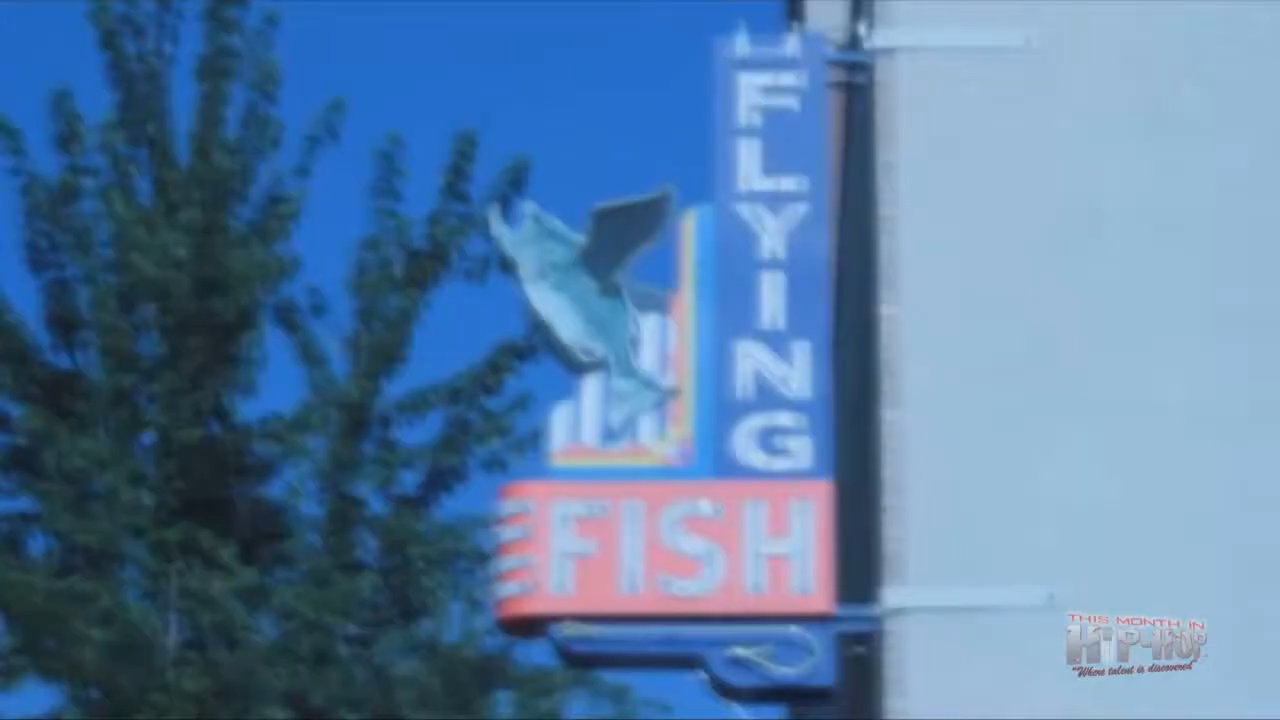 FLYING
FISH
THIS MONTH IN
HIP-HOP
"Where talent is discovered"